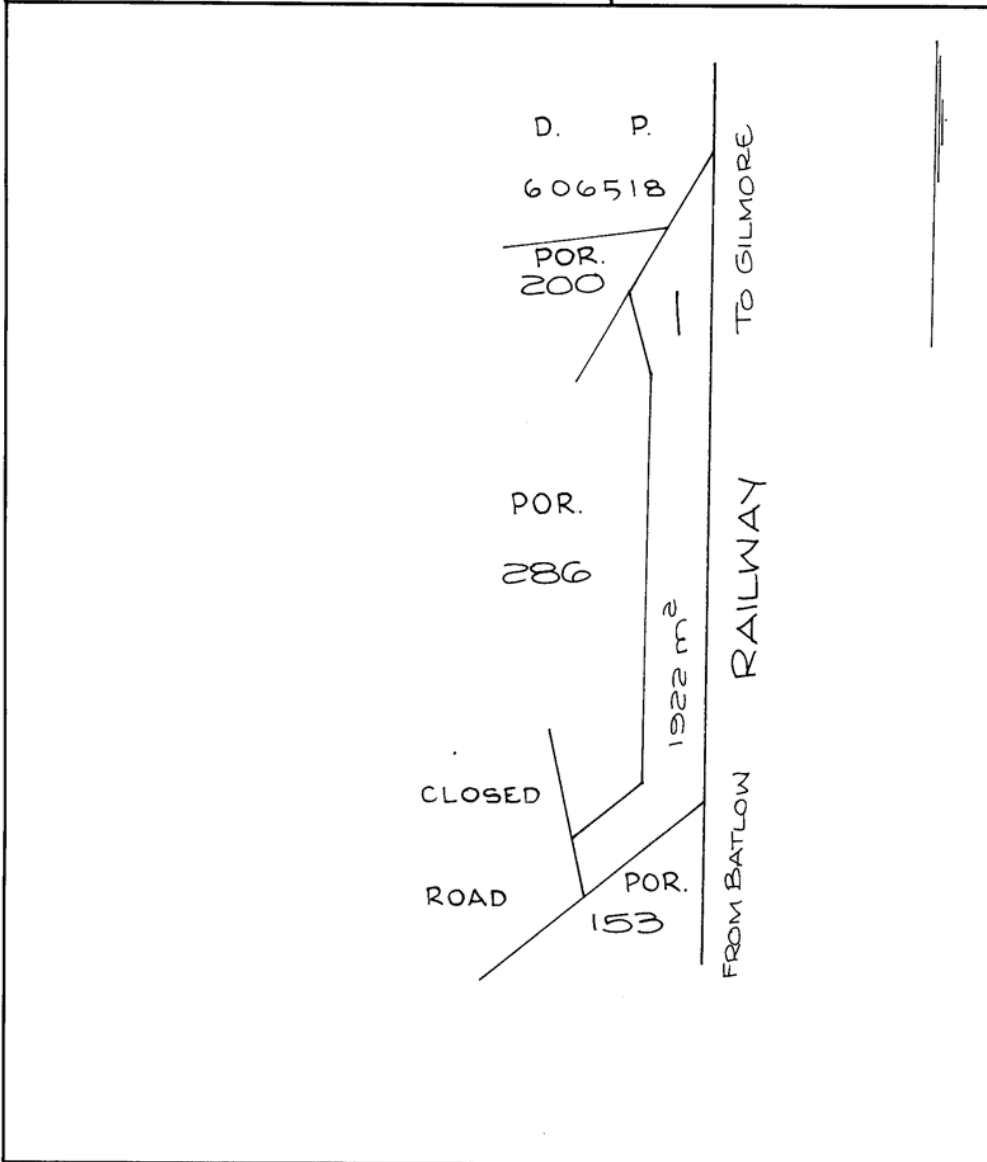 D. P.
606518
POR.
200
1
TO GILMORE
POR.
286
1922 m²
RAILWAY
CLOSED
ROAD
POR.
153
FROM BATLOW